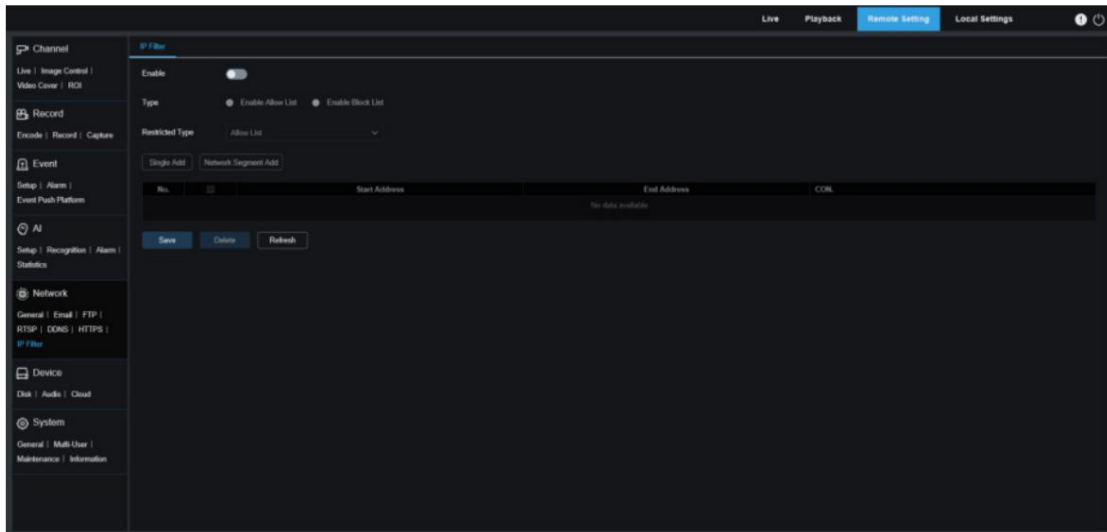 Live Playback Remote Setting Local Settings
Channel
Live | Image Control |
Video Cover | ROI
Record
Encode | Record | Capture
Event
Setup | Alarm |
Event Push Platform
AI
Setup | Recognition | Alarm |
Statistics
Network
General | Email | FTP |
RTSP | DDNS | HTTPS |
IP Filter
Device
Disk | Audio | Cloud
System
General | Multi-User |
Maintenance | Information
IP Filter
Enable
Type Enable Allow List Enable Block List
Restricted Type Allow List
Single Add Network Segment Add
No. Start Address End Address CON.
No data available
Save Delete Refresh